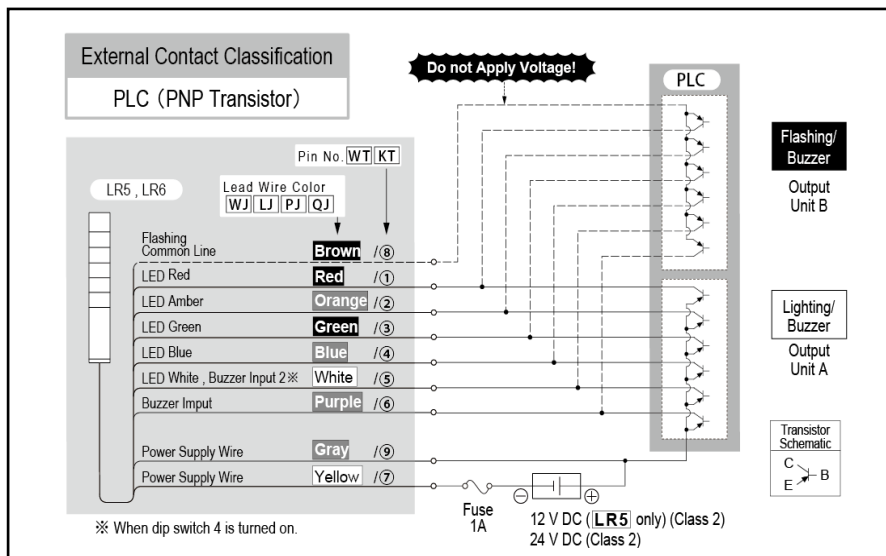 External Contact Classification
PLC（PNP Transistor）
Do not Apply Voltage!
PLC
Pin No. WT KT
LR5 , LR6
Lead Wire Color
WJ LJ PJ QJ
Flashing
Common Line
Brown /⑧
LED Red Red /①
LED Amber Orange /②
LED Green Green /③
LED Blue Blue /④
LED White , Buzzer Input 2※ White /⑤
Buzzer Imput Purple /⑥
Power Supply Wire Gray /⑨
Power Supply Wire Yellow /⑦
※ When dip switch 4 is turned on.
Fuse
1A
⊖ ⊕
12 V DC ( LR5 only) (Class 2)
24 V DC (Class 2)
Flashing/
Buzzer
Output
Unit B
Lighting/
Buzzer
Output
Unit A
Transistor
Schematic
C
B
E